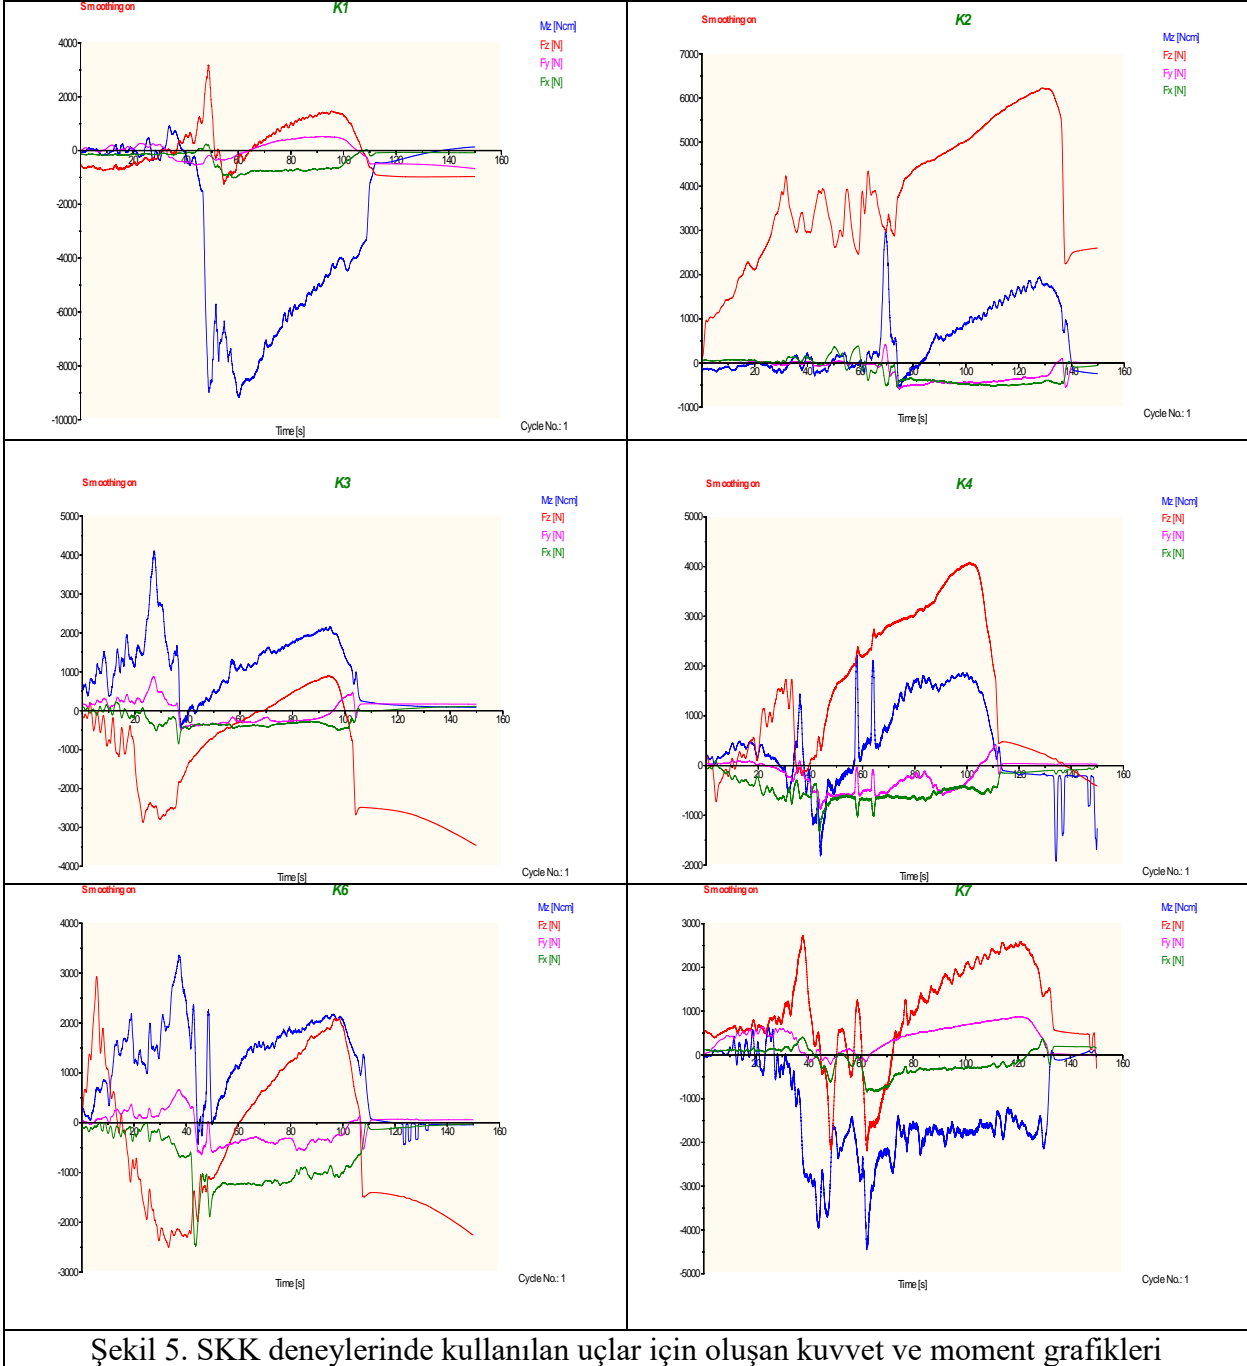 Smoothing on
K1
Mz [Ncm]
Fz [N]
Fy [N]
Fx [N]
4000
2000
0
-2000
-4000
-6000
-8000
-10000
20 40 60 80 100 120 140 160
Time [s]
Cycle No.: 1
Smoothing on
K2
Mz [Ncm]
Fz [N]
Fy [N]
Fx [N]
7000
6000
5000
4000
3000
2000
1000
0
-1000
20 40 60 80 100 120 140 160
Time [s]
Cycle No.: 1
Smoothing on
K3
Mz [Ncm]
Fz [N]
Fy [N]
Fx [N]
5000
4000
3000
2000
1000
0
-1000
-2000
-3000
-4000
20 40 60 80 100 120 140 160
Time [s]
Cycle No.: 1
Smoothing on
K4
Mz [Ncm]
Fz [N]
Fy [N]
Fx [N]
5000
4000
3000
2000
1000
0
-1000
-2000
20 40 60 80 100 120 140 160
Time [s]
Cycle No.: 1
Smoothing on
K6
Mz [Ncm]
Fz [N]
Fy [N]
Fx [N]
4000
3000
2000
1000
0
-1000
-2000
-3000
20 40 60 80 100 120 140 160
Time [s]
Cycle No.: 1
Smoothing on
K7
Mz [Ncm]
Fz [N]
Fy [N]
Fx [N]
3000
2000
1000
0
-1000
-2000
-3000
-4000
-5000
20 40 60 80 100 120 140 160
Time [s]
Cycle No.: 1
Şekil 5. SKK deneylerinde kullanılan uçlar için oluşan kuvvet ve moment grafikleri